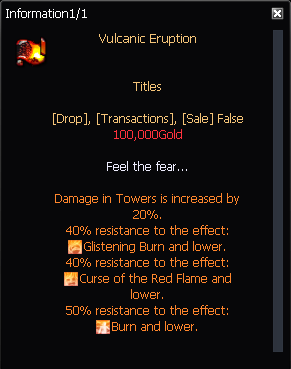 Information1/1
Vulcanic Eruption
Titles
[Drop], [Transactions], [Sale] False
100,000Gold
Feel the fear...
Damage in Towers is increased by
20%.
40% resistance to the effect:
Glistening Burn and lower.
40% resistance to the effect:
Curse of the Red Flame and
lower.
50% resistance to the effect:
Burn and lower.